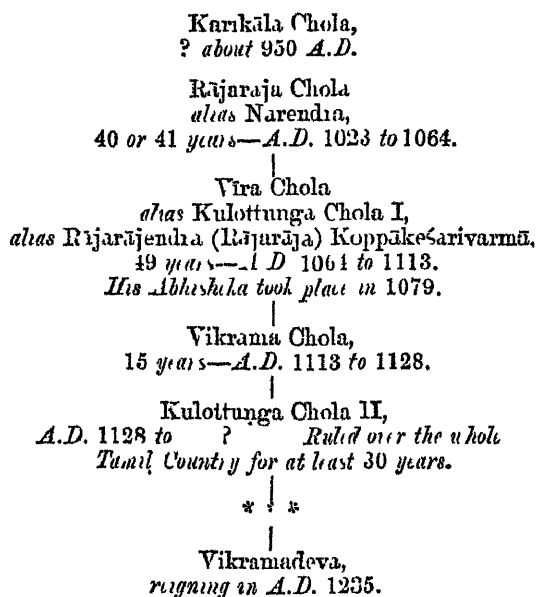 Karikāla Chola,
? about 950 A.D.
Rājaraja Chola
alias Narendra,
40 or 41 years—A.D. 1023 to 1064.
Vīra Chola
alias Kulottunga Chola I,
alias Rājarājendra (Rājarāja) Koppākeśarivarmā,
49 years—A D 1064 to 1113.
His Abhisheka took place in 1079.
Vikrama Chola,
15 years—A.D. 1113 to 1128.
Kulottuṇga Chola II,
A.D. 1128 to ? Ruled over the whole
Tamiḷ Country for at least 30 years.
* * *
Vikramadeva,
reigning in A.D. 1235.